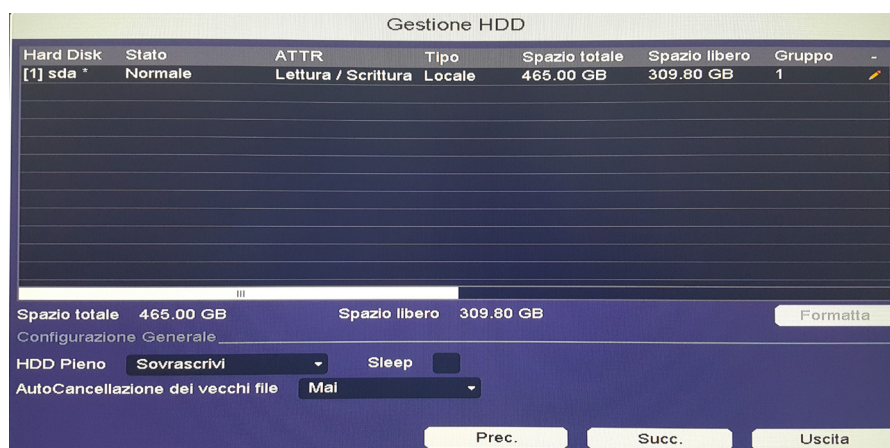 Gestione HDD
Hard Disk Stato ATTR Tipo Spazio totale Spazio libero Gruppo -
[1] sda * Normale Lettura / Scrittura Locale 465.00 GB 309.80 GB 1
Spazio totale 465.00 GB Spazio libero 309.80 GB Formatta
Configurazione Generale
HDD Pieno Sovrascrivi Sleep
AutoCancellazione dei vecchi file Mai
Prec. Succ. Uscita